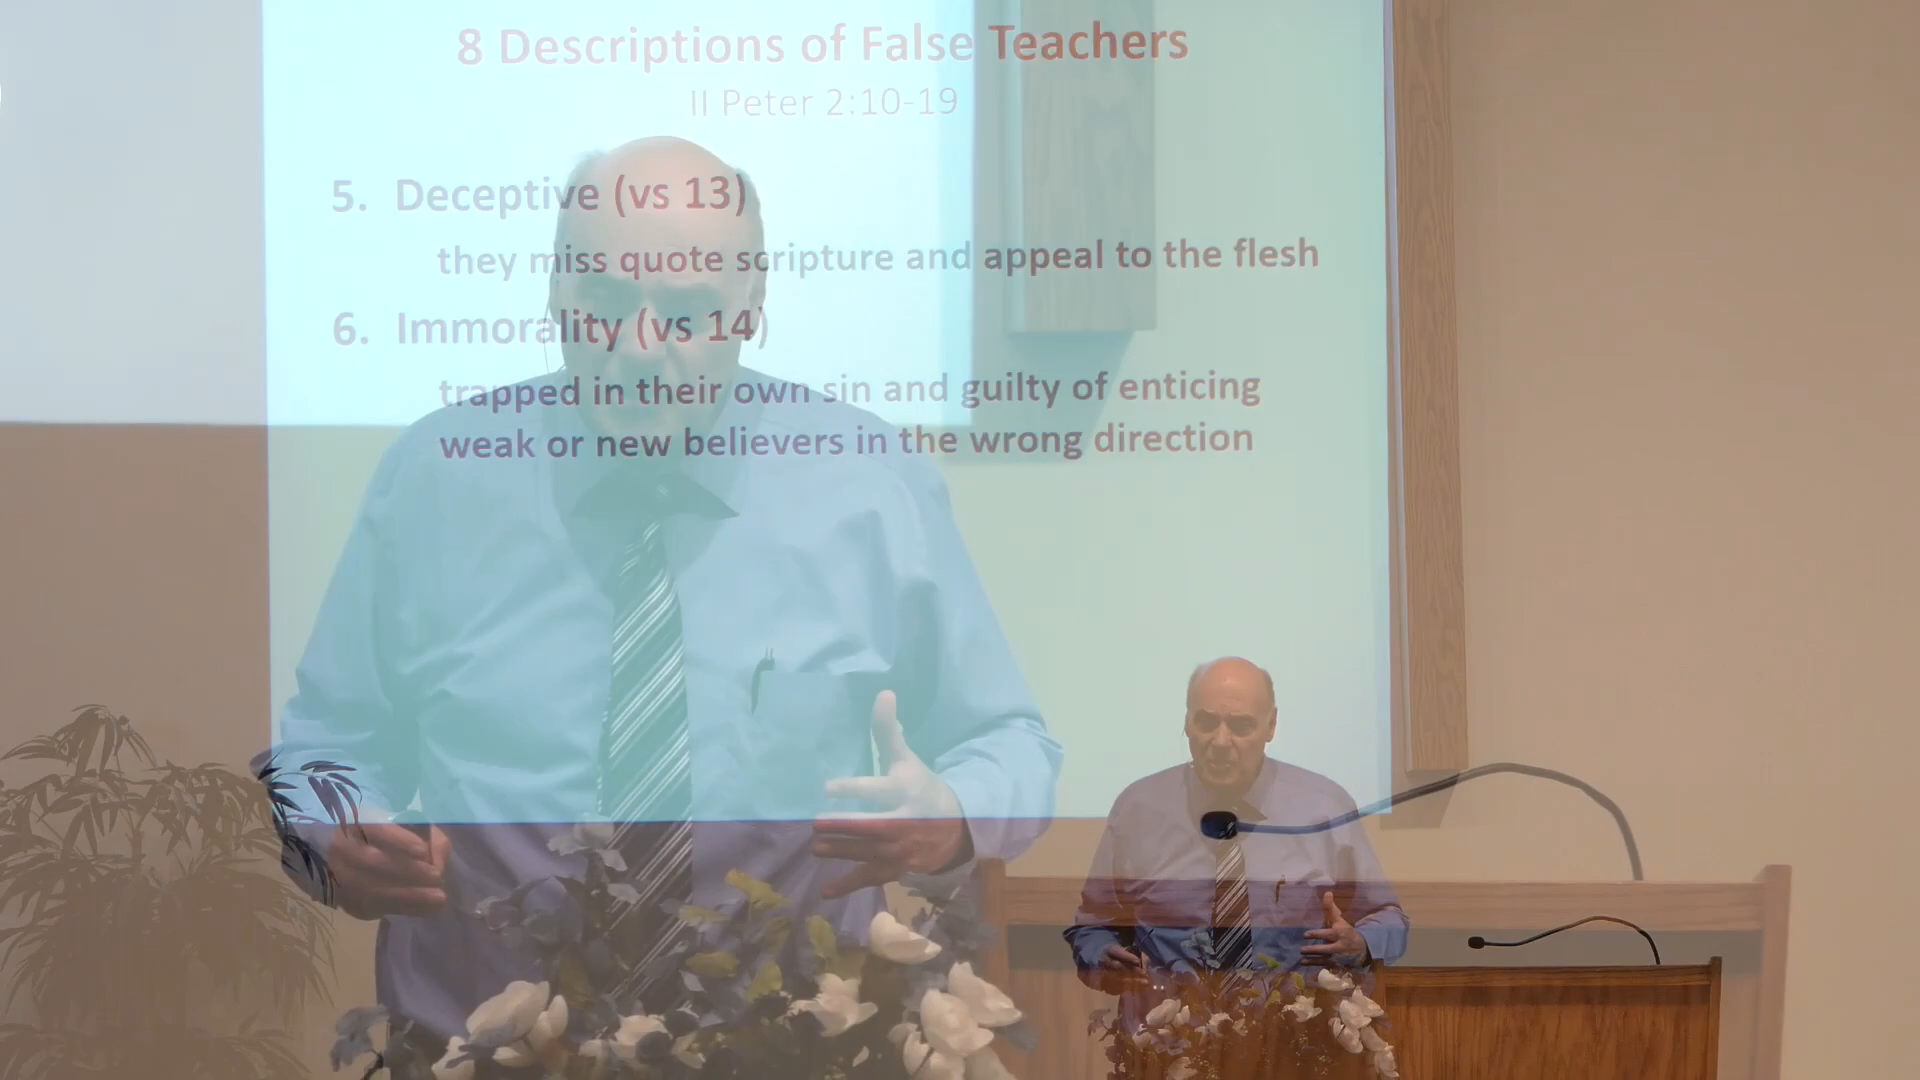 8 Descriptions of False Teachers
II Peter 2:10-19
5. Deceptive (vs 13)
they miss quote scripture and appeal to the flesh
6. Immorality (vs 14)
trapped in their own sin and guilty of enticing
weak or new believers in the wrong direction